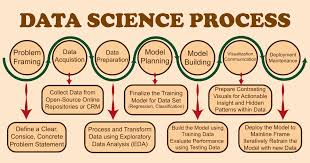 DATA SCIENCE PROCESS
Problem
Framing
Data
Acquistion
Data
Preparation
Model
Planning
Model
Building
Visualization
Communication
Deployment
Maintenance
Collect Data from
Open-Source Online
Repositories or CRM
Finalize the Training
Model for Data Set
(Regression, Classification)
Prepare Contrasting
Visuals for Actionable
Insight and Hidden
Patterns within Data
Define a Clear,
Consice, Concrete
Problem Statement
Process and Transform
Data using Exploratory
Data Analysis (EDA)
Build the Model using
Training Data
Evaluate Performance
using Testing Data
Deploy the Model to
Mainline Frame
Iteratively Retrain the
Model with new Data